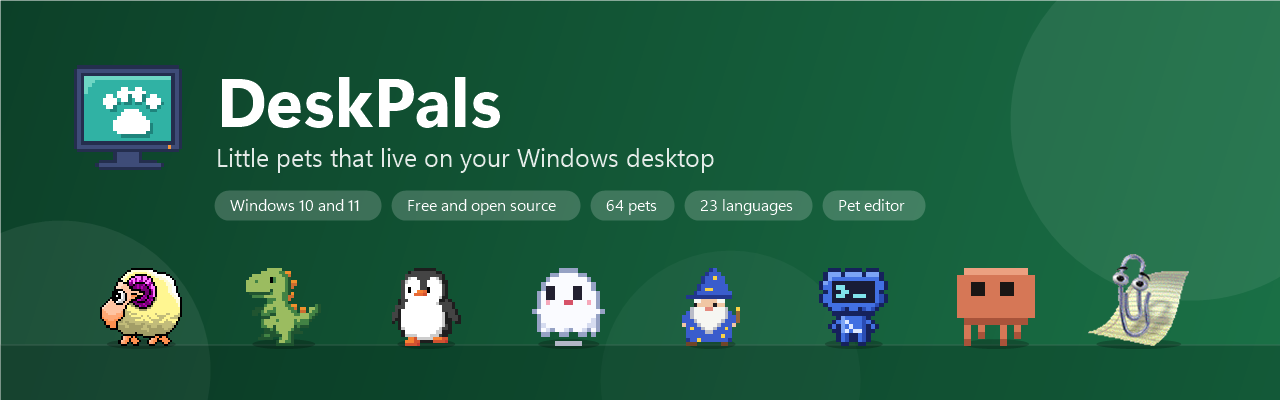 DeskPals
Little pets that live on your Windows desktop
Windows 10 and 11 Free and open source 64 pets 23 languages Pet editor